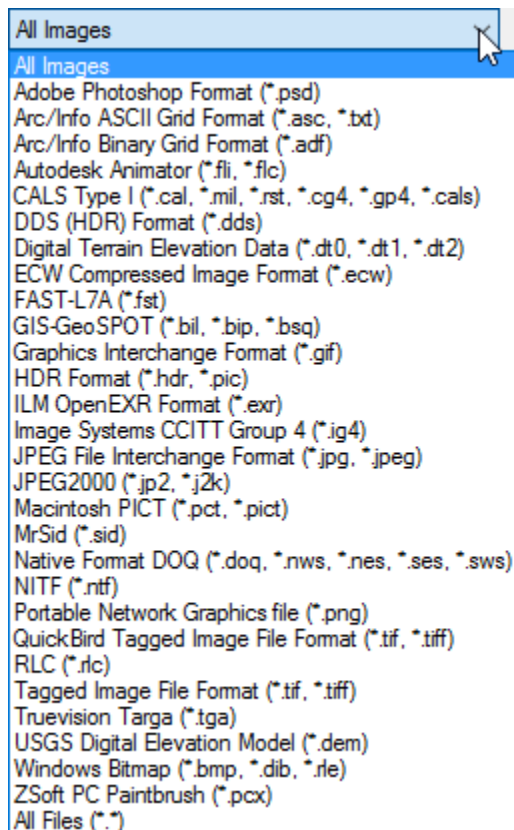 All Images
All Images
Adobe Photoshop Format (*.psd)
Arc/Info ASCII Grid Format (*.asc, *.txt)
Arc/Info Binary Grid Format (*.adf)
Autodesk Animator (*.fli, *.flc)
CALS Type I (*.cal, *.mil, *.rst, *.cg4, *.gp4, *.cals)
DDS (HDR) Format (*.dds)
Digital Terrain Elevation Data (*.dt0, *.dt1, *.dt2)
ECW Compressed Image Format (*.ecw)
FAST-L7A (*.fst)
GIS-GeoSPOT (*.bil, *.bip, *.bsq)
Graphics Interchange Format (*.gif)
HDR Format (*.hdr, *.pic)
ILM OpenEXR Format (*.exr)
Image Systems CCITT Group 4 (*.ig4)
JPEG File Interchange Format (*.jpg, *.jpeg)
JPEG2000 (*.jp2, *.j2k)
Macintosh PICT (*.pct, *.pict)
MrSid (*.sid)
Native Format DOQ (*.doq, *.nws, *.nes, *.ses, *.sws)
NITF (*.ntf)
Portable Network Graphics file (*.png)
QuickBird Tagged Image File Format (*.tif, *.tiff)
RLC (*.rlc)
Tagged Image File Format (*.tif, *.tiff)
Truevision Targa (*.tga)
USGS Digital Elevation Model (*.dem)
Windows Bitmap (*.bmp, *.dib, *.rle)
ZSoft PC Paintbrush (*.pcx)
All Files (*.*)